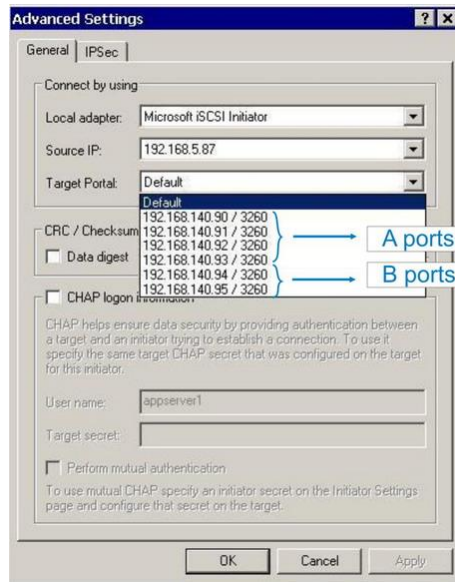 Advanced Settings
General IPSec
Connect by using
Local adapter: Microsoft iSCSI Initiator
Source IP: 192.168.5.87
Target Portal: Default
Default
192.168.140.90 / 3260
192.168.140.91 / 3260
192.168.140.92 / 3260
192.168.140.93 / 3260
192.168.140.94 / 3260
192.168.140.95 / 3260
A ports
B ports
CRC / Checksum
Data digest
CHAP logon information
CHAP helps ensure data security by providing authentication between
a target and an initiator trying to establish a connection. To use it
specify the same target CHAP secret that was configured on the target
for this initiator.
User name: appserver1
Target secret:
Perform mutual authentication
To use mutual CHAP specify an initiator secret on the Initiator Settings
page and configure that secret on the target.
OK Cancel Apply